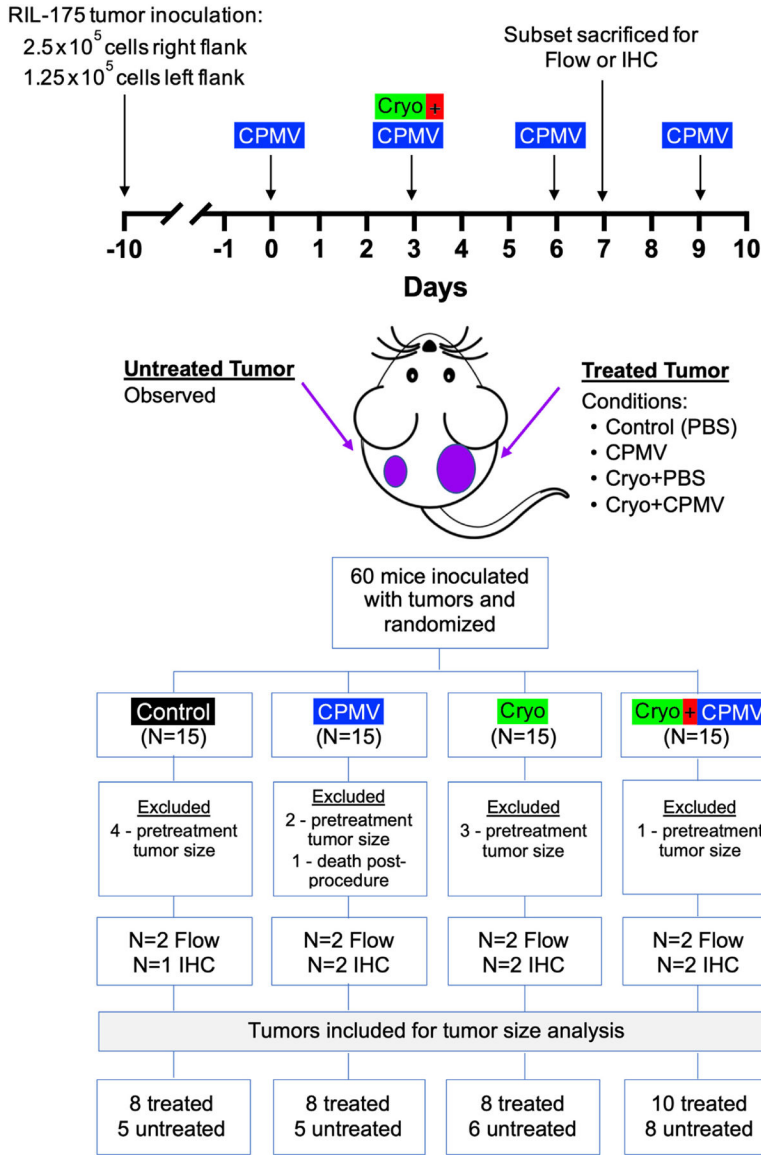 RIL-175 tumor inoculation:
2.5x10⁵ cells right flank
1.25x10⁵ cells left flank
Subset sacrificed for
Flow or IHC
Cryo +
CPMV CPMV CPMV CPMV
-10 -1 0 1 2 3 4 5 6 7 8 9 10
Days
Untreated Tumor
Observed
Treated Tumor
Conditions:
• Control (PBS)
• CPMV
• Cryo+PBS
• Cryo+CPMV
60 mice inoculated
with tumors and
randomized
Control
(N=15)
CPMV
(N=15)
Cryo
(N=15)
Cryo+CPMV
(N=15)
Excluded
4 - pretreatment
tumor size
Excluded
2 - pretreatment
tumor size
1 - death post-
procedure
Excluded
3 - pretreatment
tumor size
Excluded
1 - pretreatment
tumor size
N=2 Flow
N=1 IHC
N=2 Flow
N=2 IHC
N=2 Flow
N=2 IHC
N=2 Flow
N=2 IHC
Tumors included for tumor size analysis
8 treated
5 untreated
8 treated
5 untreated
8 treated
6 untreated
10 treated
8 untreated